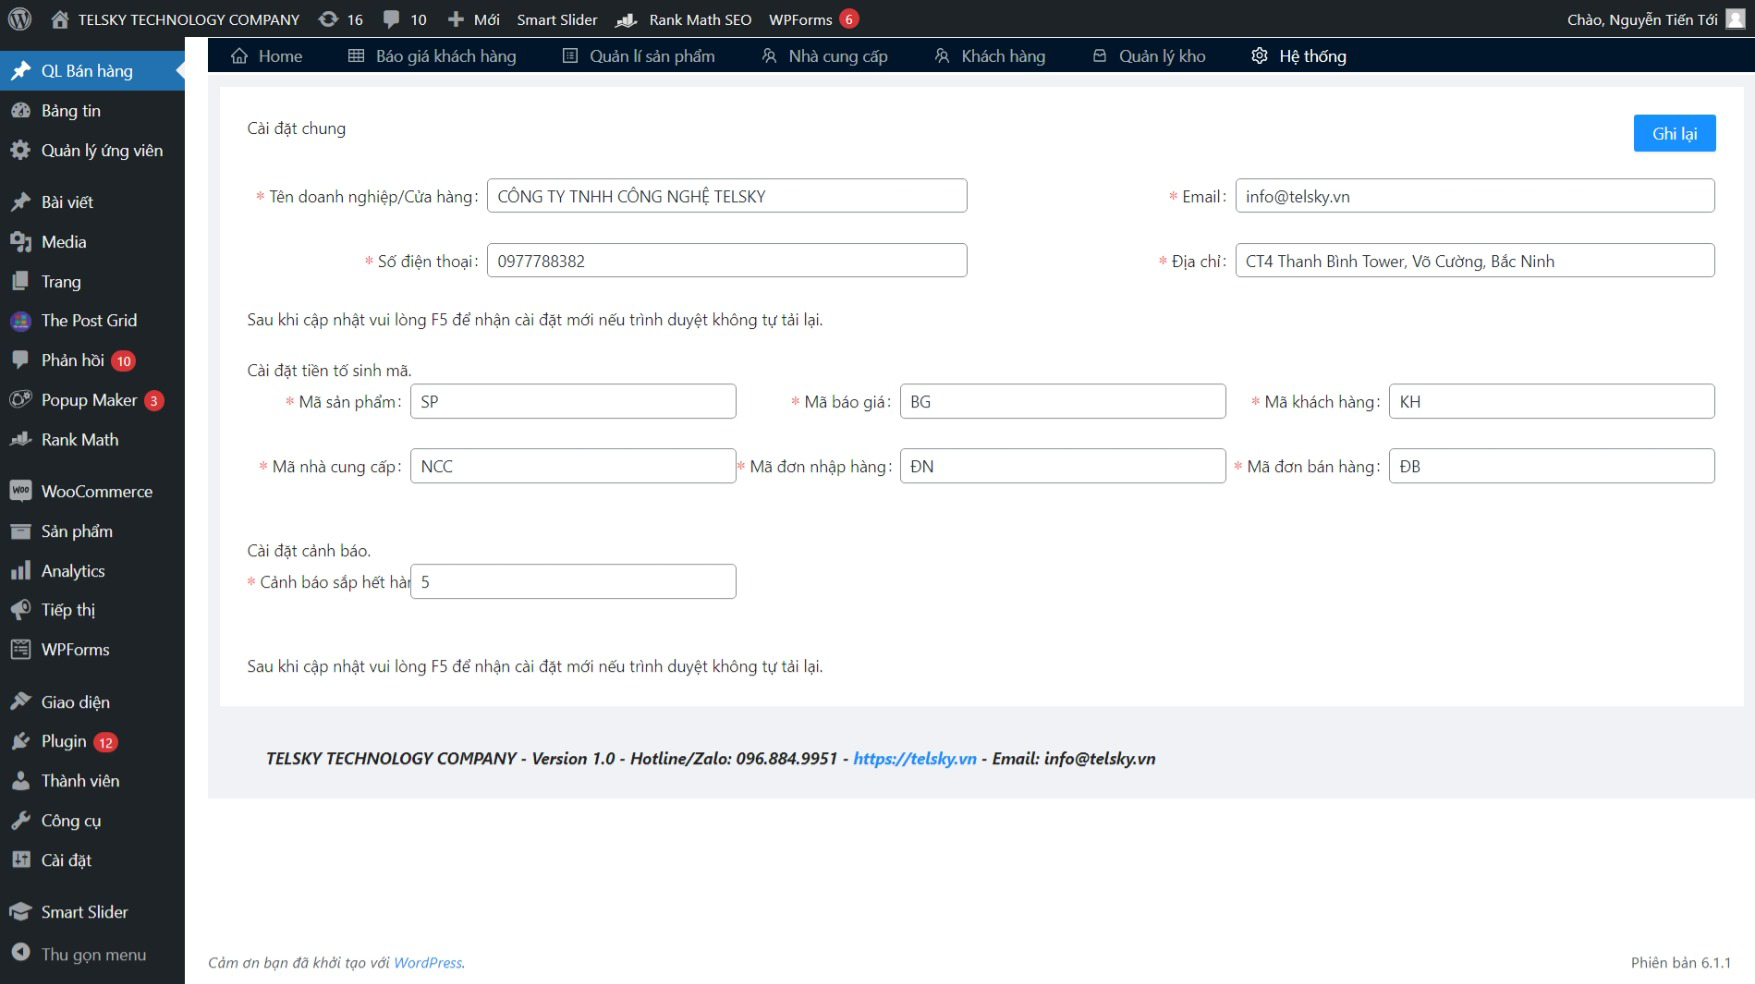 TELSKY TECHNOLOGY COMPANY 16 10 Mới Smart Slider Rank Math SEO WPForms 6 Chào, Nguyễn Tiến Tới
QL Bán hàng
Bảng tin
Quản lý ứng viên
Bài viết
Media
Trang
The Post Grid
Phản hồi 10
Popup Maker 3
Rank Math
WOO WooCommerce
Sản phẩm
Analytics
Tiếp thị
WPForms
Giao diện
Plugin 12
Thành viên
Công cụ
Cài đặt
Smart Slider
Thu gọn menu
Home Báo giá khách hàng Quản lí sản phẩm Nhà cung cấp Khách hàng Quản lý kho Hệ thống
Cài đặt chung Ghi lại
* Tên doanh nghiệp/Cửa hàng: CÔNG TY TNHH CÔNG NGHỆ TELSKY * Email: info@telsky.vn
* Số điện thoại: 0977788382 * Địa chỉ: CT4 Thanh Bình Tower, Võ Cường, Bắc Ninh
Sau khi cập nhật vui lòng F5 để nhận cài đặt mới nếu trình duyệt không tự tải lại.
Cài đặt tiền tố sinh mã.
* Mã sản phẩm: SP * Mã báo giá: BG * Mã khách hàng: KH
* Mã nhà cung cấp: NCC * Mã đơn nhập hàng: ĐN * Mã đơn bán hàng: ĐB
Cài đặt cảnh báo.
* Cảnh báo sắp hết hàn 5
Sau khi cập nhật vui lòng F5 để nhận cài đặt mới nếu trình duyệt không tự tải lại.
TELSKY TECHNOLOGY COMPANY - Version 1.0 - Hotline/Zalo: 096.884.9951 - https://telsky.vn - Email: info@telsky.vn
Cảm ơn bạn đã khởi tạo với WordPress. Phiên bản 6.1.1